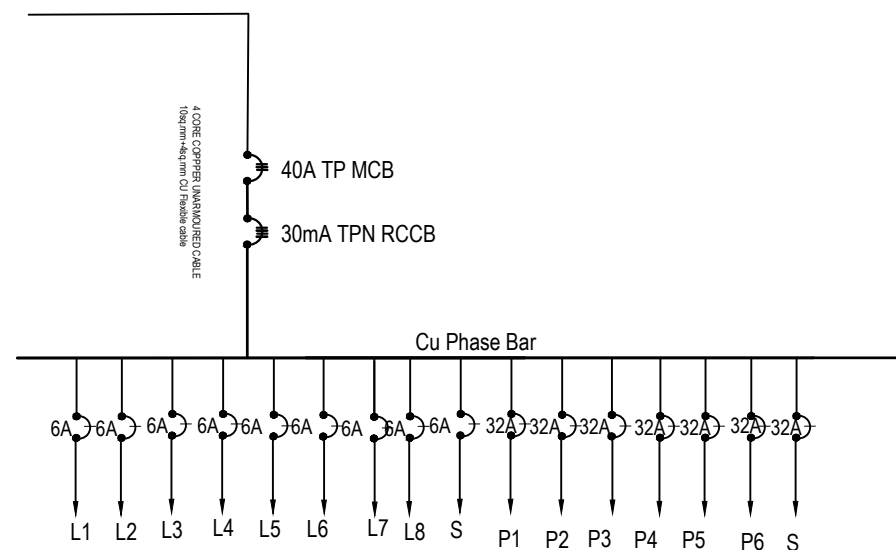 4 CORE COPPPER UNARMOURED CABLE
10sq.mm+4sq.mm CU Flexible cable
40A TP MCB
30mA TPN RCCB
Cu Phase Bar
6A 6A 6A 6A 6A 6A 6A 6A 6A 32A 32A 32A 32A 32A 32A 32A
L1 L2 L3 L4 L5 L6 L7 L8 S P1 P2 P3 P4 P5 P6 S